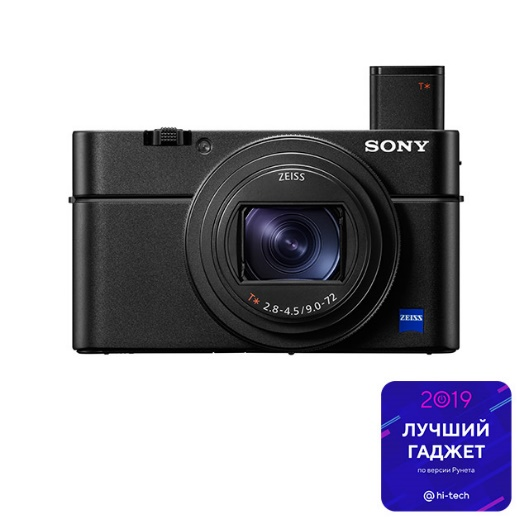 T*
SONY
ZEISS
T* 2.8-4.5/9.0-72
ZEISS
2019
ЛУЧШИЙ
ГАДЖЕТ
по версии Рунета
@hi-tech